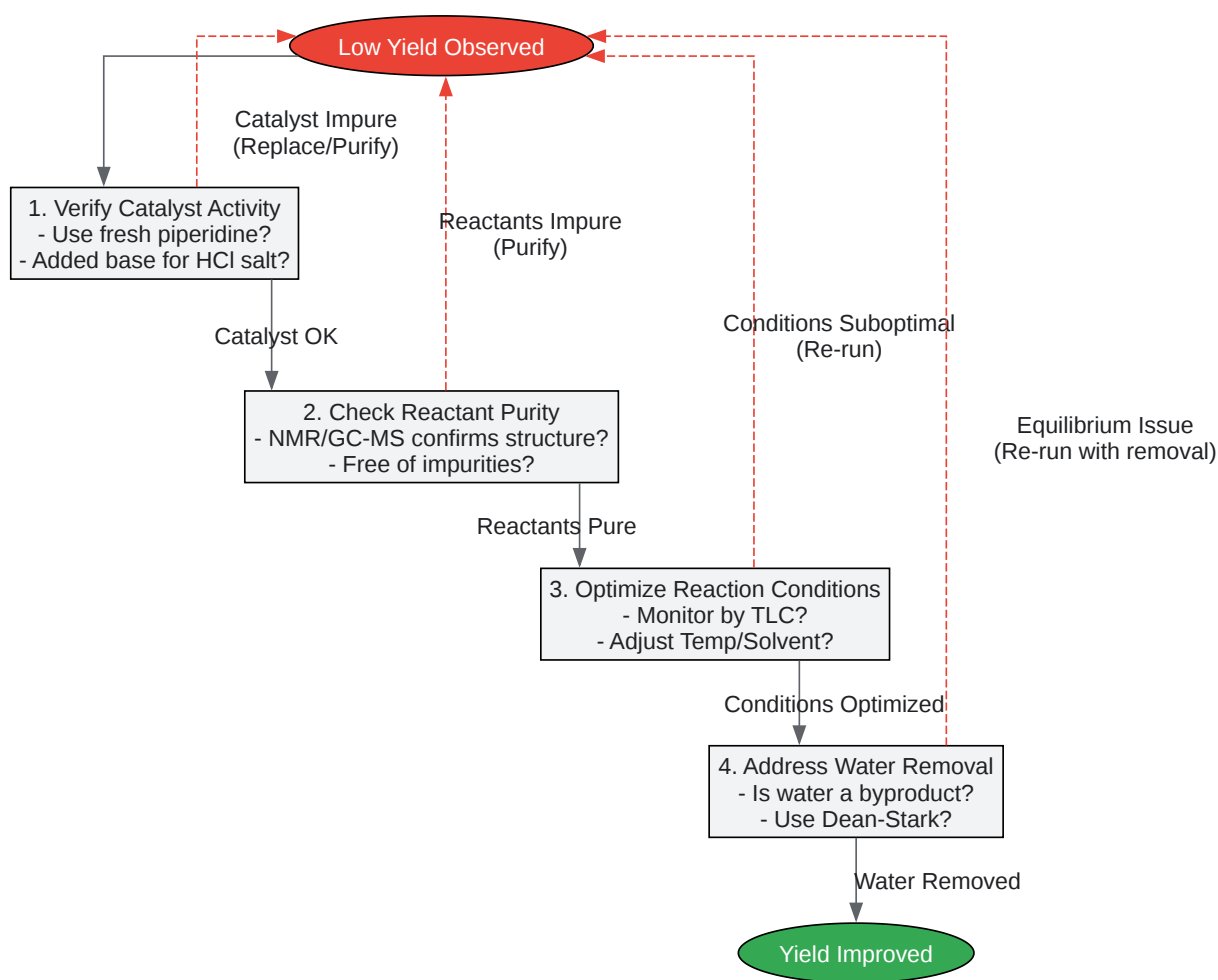 Low Yield Observed
Catalyst Impure
(Replace/Purify)
1. Verify Catalyst Activity
- Use fresh piperidine?
- Added base for HCl salt?
Reactants Impure
(Purify)
Catalyst OK
Conditions Suboptimal
(Re-run)
2. Check Reactant Purity
- NMR/GC-MS confirms structure?
- Free of impurities?
Equilibrium Issue
(Re-run with removal)
Reactants Pure
3. Optimize Reaction Conditions
- Monitor by TLC?
- Adjust Temp/Solvent?
Conditions Optimized
4. Address Water Removal
- Is water a byproduct?
- Use Dean-Stark?
Water Removed
Yield Improved